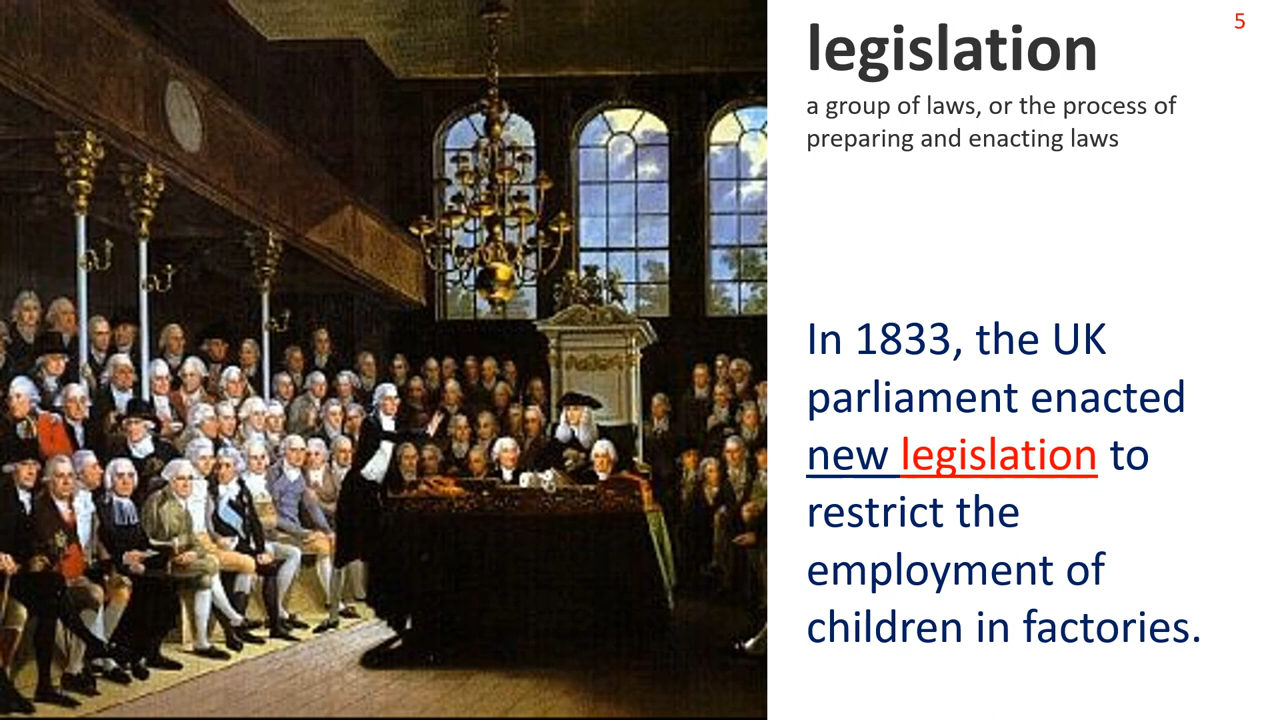 legislation
5
a group of laws, or the process of
preparing and enacting laws
In 1833, the UK
parliament enacted
new legislation to
restrict the
employment of
children in factories.